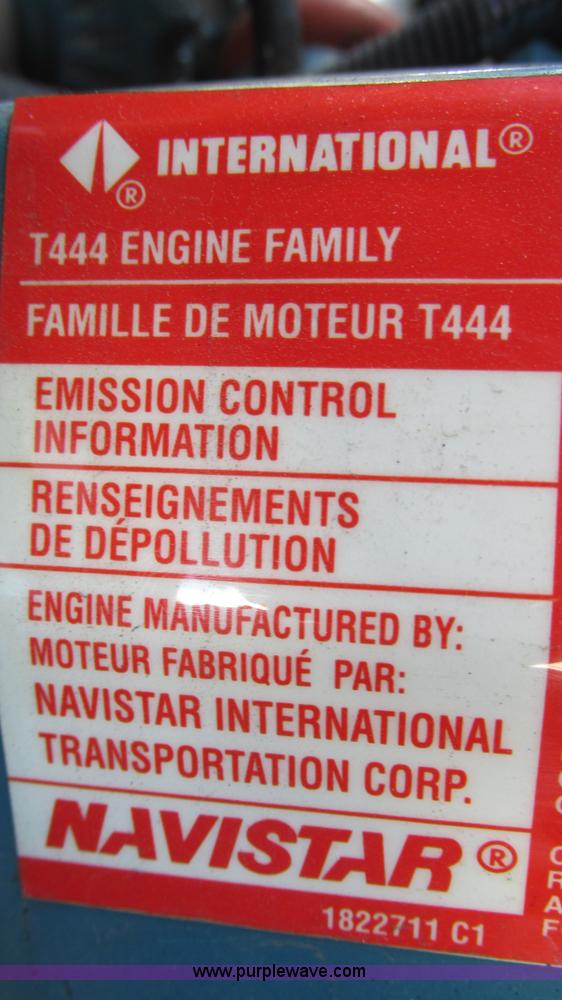 INTERNATIONAL®
®
T444 ENGINE FAMILY
FAMILLE DE MOTEUR T444
EMISSION CONTROL
INFORMATION
RENSEIGNEMENTS
DE DÉPOLLUTION
ENGINE MANUFACTURED BY:
MOTEUR FABRIQUÉ PAR:
NAVISTAR INTERNATIONAL
TRANSPORTATION CORP.
NAVISTAR®
1822711 C1
www.purplewave.com